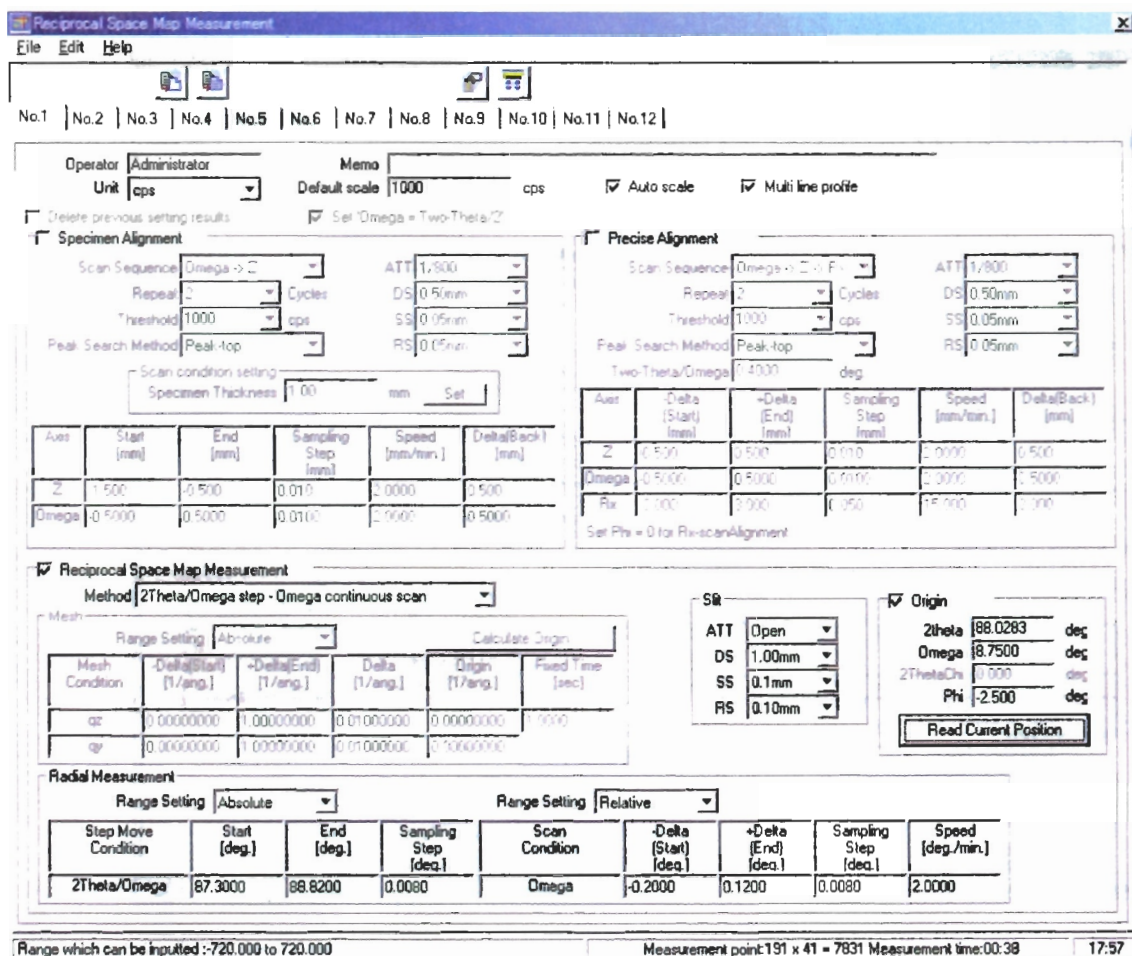 Reciprocal Space Map Measurement
File Edit Help
No.1 No.2 No.3 No.4 No.5 No.6 No.7 No.8 No.9 No.10 No.11 No.12
Operator Administrator Memo
Unit cps Default scale 1000 cps Auto scale Multi line profile
Delete previous setting results Set 'Omega = Two-Theta/2'
Specimen Alignment
Scan Sequence Omega -> Z ATT 1/800
Repeat 2 Cycles DS 0.50mm
Threshold 1000 cps SS 0.05mm
Peak Search Method Peak-top RS 0.05mm
Scan condition setting
Specimen Thickness 1.00 mm Set
Axes Start [mm] End [mm] Sampling Step [mm] Speed [mm/min.] Delta(Back) [mm]
Z 1.500 -0.500 0.010 2.0000 0.500
Omega -0.5000 0.5000 0.0100 2.0000 0.5000
Precise Alignment
Scan Sequence Omega -> Z -> R ATT 1/800
Repeat 2 Cycles DS 0.50mm
Threshold 1000 cps SS 0.05mm
Peak Search Method Peak-top RS 0.05mm
Two-Theta/Omega 0.4000 deg
Axes -Delta (Start) [mm] +Delta (End) [mm] Sampling Step [mm] Speed [mm/min.] Delta(Back) [mm]
Z -0.500 0.500 0.010 2.0000 0.500
Omega -0.5000 0.5000 0.0100 2.0000 0.5000
Rx 0.050 15.000
Set Phi = 0 for Rx-scanAlignment
Reciprocal Space Map Measurement
Method 2Theta/Omega step - Omega continuous scan
Mesh
Range Setting Absolute Calculate Origin
Mesh Condition -Delta(Start) [1/ang.] +Delta(End) [1/ang.] Delta [1/ang.] Origin [1/ang.] Fixed Time [sec]
qz 0.00000000 1.00000000 0.01000000 0.00000000 1.0000
qy 0.00000000 1.00000000 0.01000000 0.00000000
Slit
ATT Open
DS 1.00mm
SS 0.1mm
RS 0.10mm
Origin
2theta 88.0283 deg
Omega 8.7500 deg
2ThetaChi 0.000 deg
Phi -2.500 deg
Read Current Position
Radial Measurement
Range Setting Absolute Range Setting Relative
Step Move Condition Start [deg.] End [deg.] Sampling Step [deg.] Scan Condition -Delta (Start) [deg.] +Delta (End) [deg.] Sampling Step [deg.] Speed [deg./min.]
2Theta/Omega 87.3000 88.8200 0.0080 Omega -0.2000 0.1200 0.0080 2.0000
Range which can be inputted :-720.000 to 720.000 Measurement point:191 x 41 = 7831 Measurement time:00:38 17:57